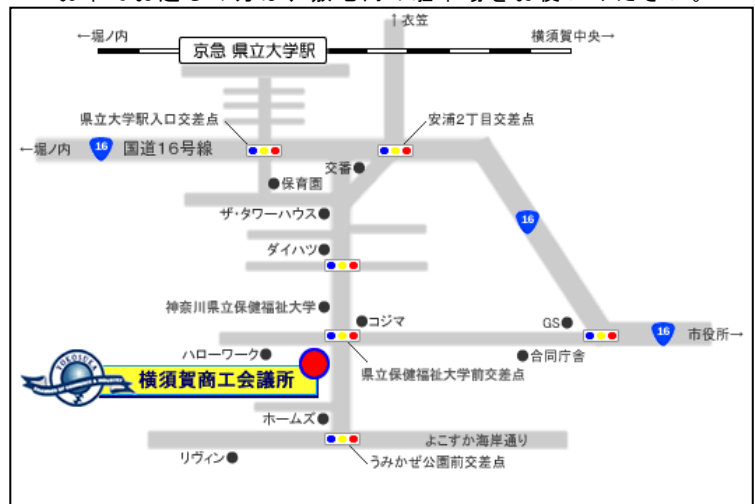 ↑衣笠
←堀ノ内
京急 県立大学駅
横須賀中央→
県立大学駅入口交差点
安浦2丁目交差点
←堀ノ内
16
国道16号線
交番●
●保育園
ザ・タワーハウス●
16
ダイハツ●
神奈川県立保健福祉大学●
●コジマ
GS●
16
市役所→
ハローワーク●
●合同庁舎
県立保健福祉大学前交差点
YOKOSUKA
横須賀商工会議所
ホームズ●
よこすか海岸通り
リヴィン●
うみかぜ公園前交差点